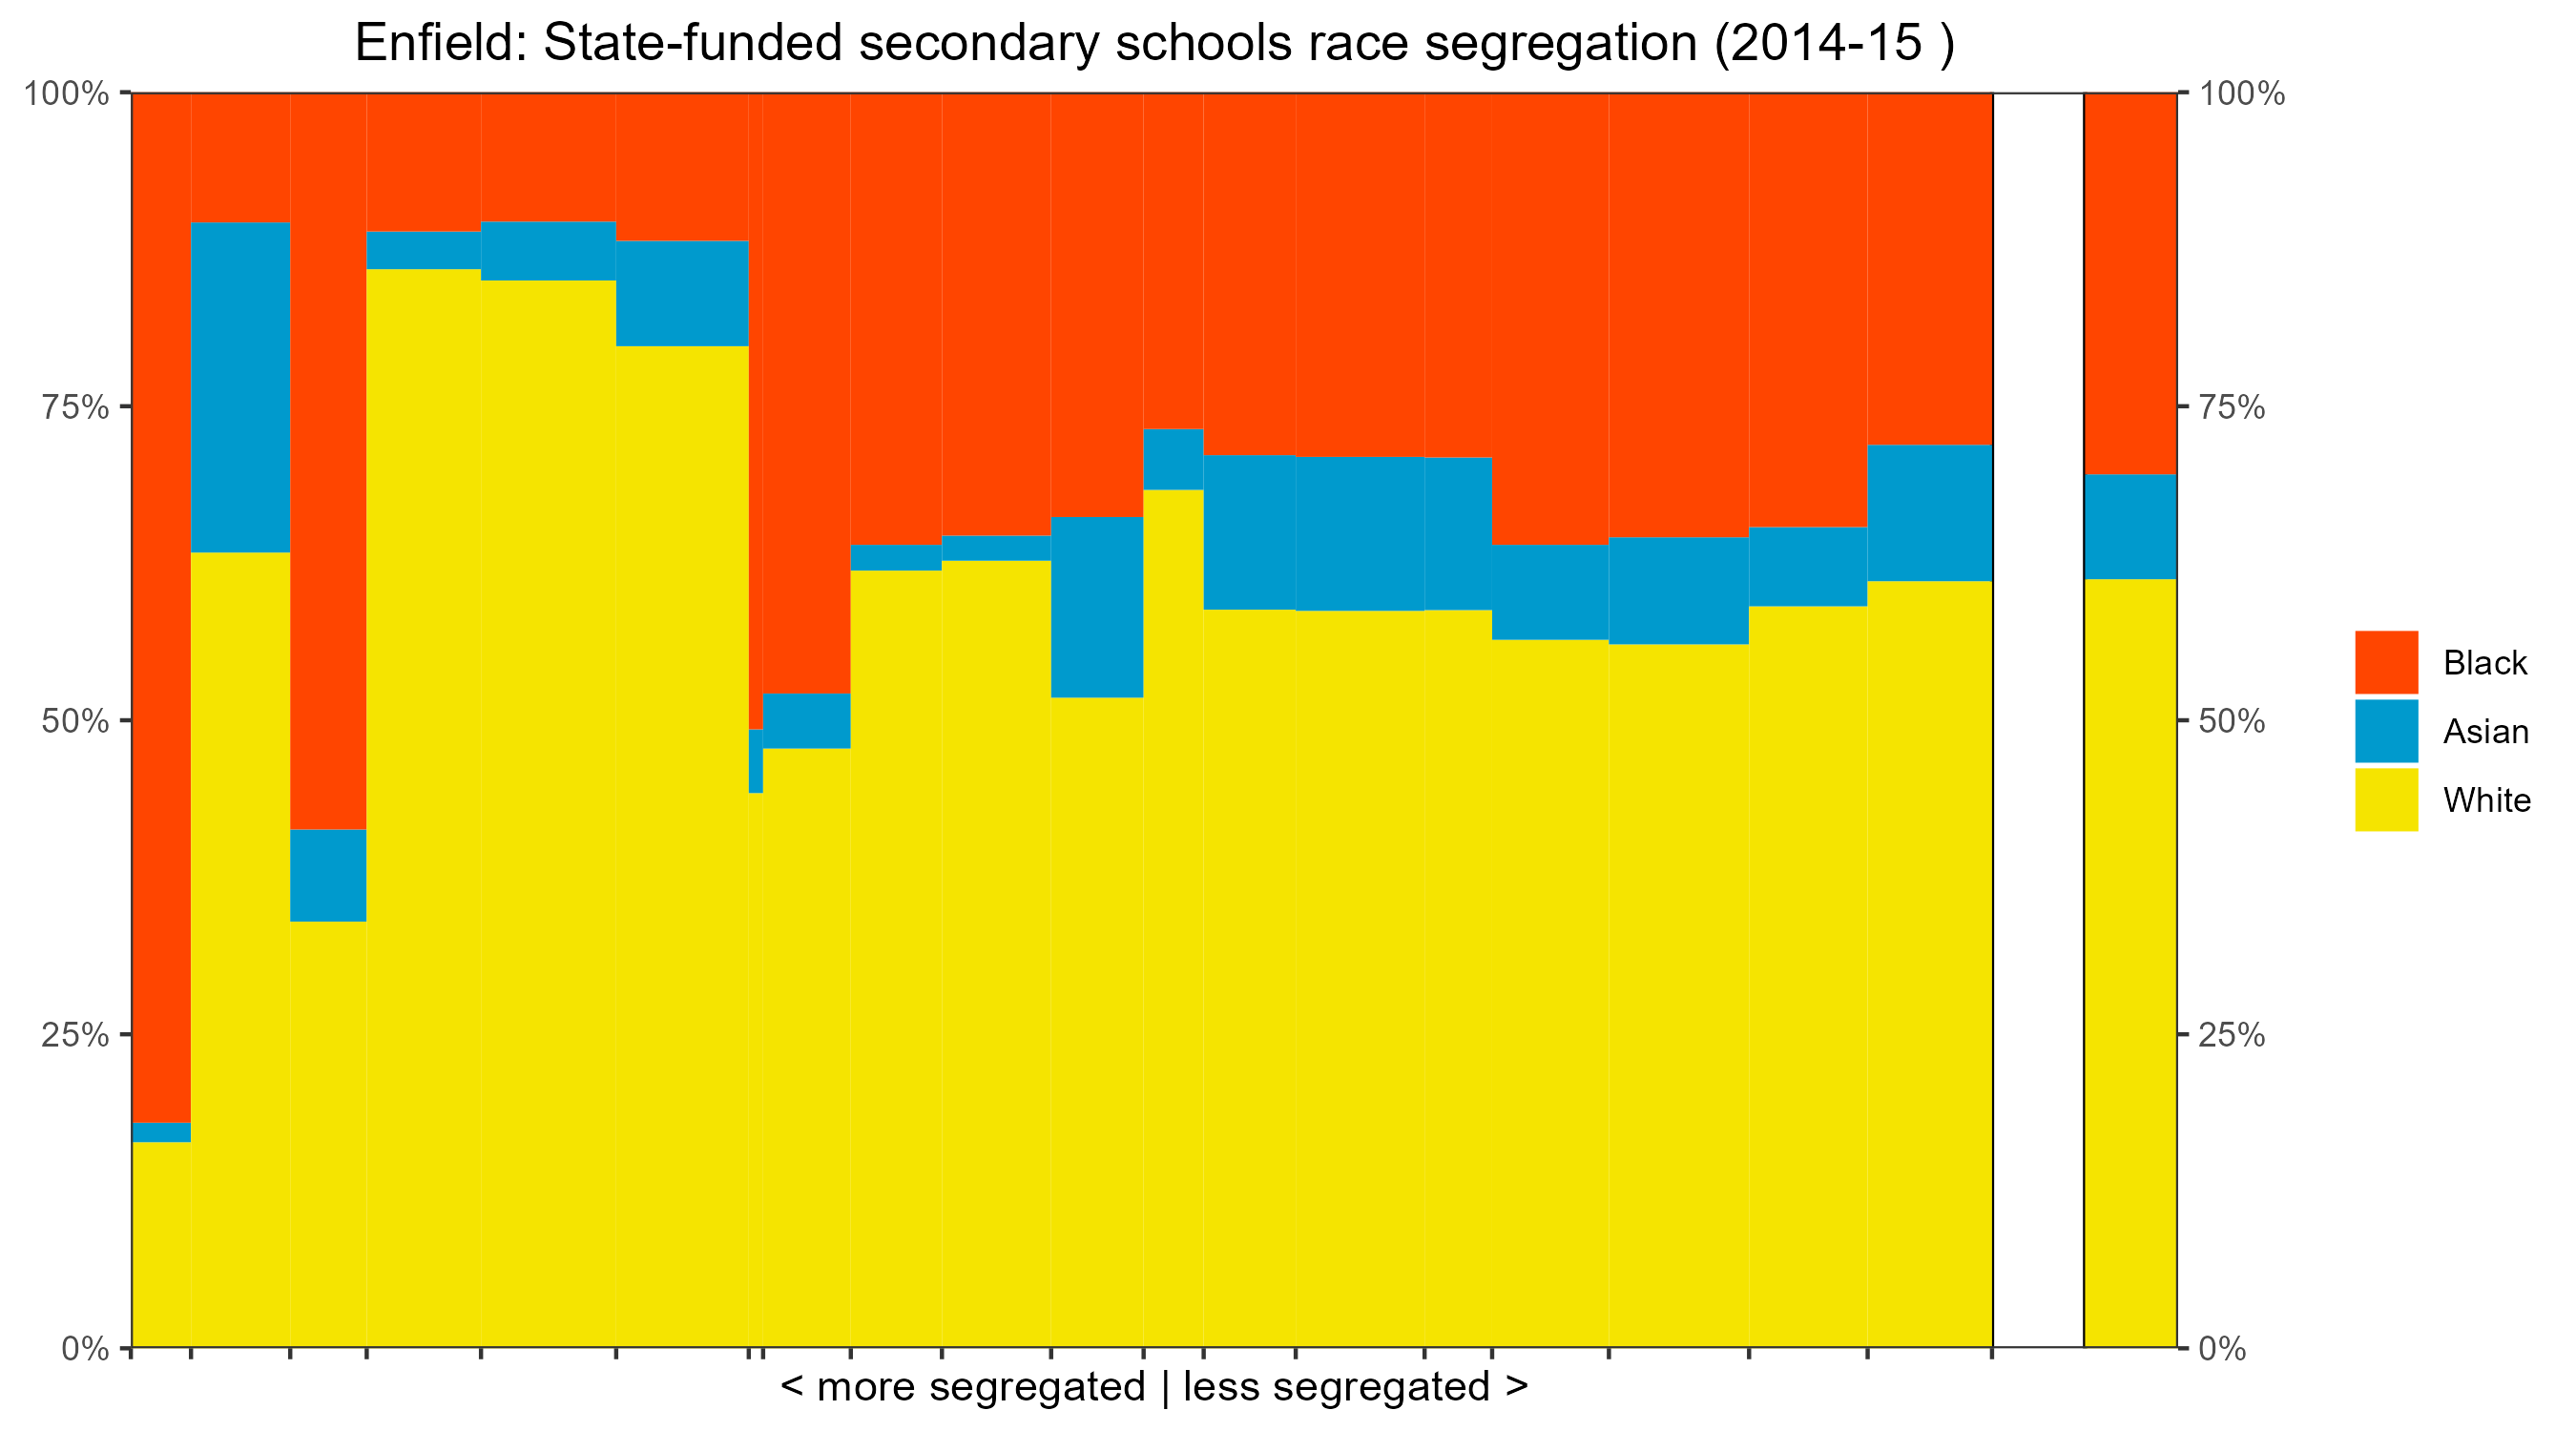 Enfield: State-funded secondary schools race segregation (2014-15 )
100%
75%
50%
25%
0%
100%
75%
50%
25%
0%
Black
Asian
White
< more segregated | less segregated >